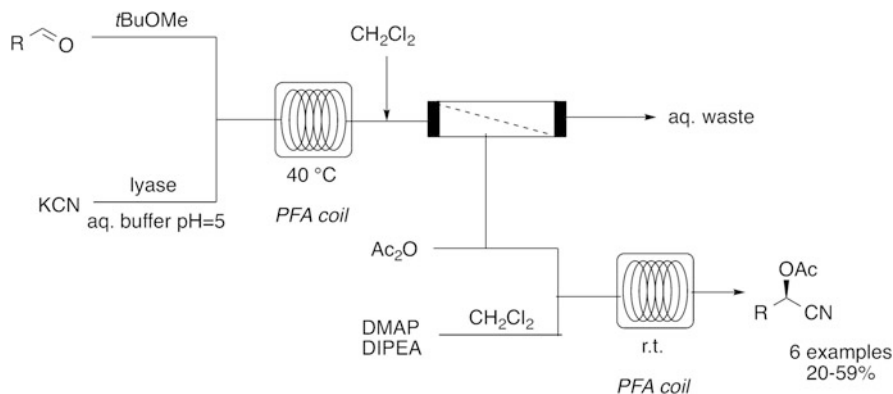 tBuOMe
R
O
CH2Cl2
aq. waste
lyase
KCN
aq. buffer pH=5
40 °C
PFA coil
Ac2O
CH2Cl2
DMAP
DIPEA
r.t.
PFA coil
OAc
R CN
6 examples
20-59%